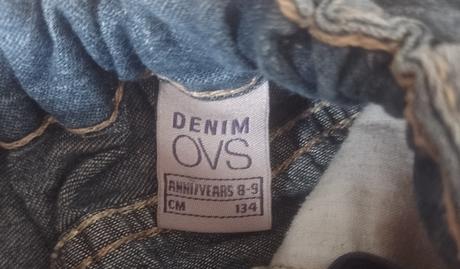 DENIM
OVS
ANNI/YEARS 8-9
CM 134